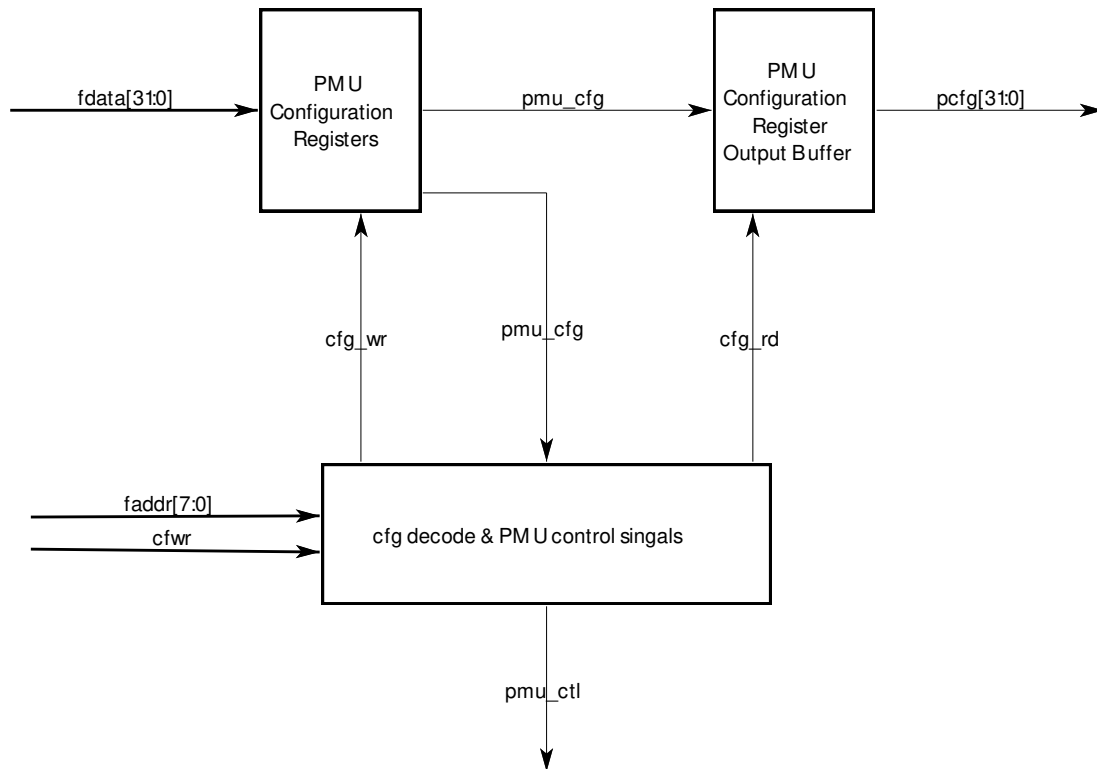 PMU
Configuration
Registers
PMU
Configuration
Register
Output Buffer
fdata[31:0]
pmu_cfg
pcfg[31:0]
cfg_wr
pmu_cfg
cfg_rd
faddr[7:0]
cfwr
cfg decode & PMU control singals
pmu_ctl